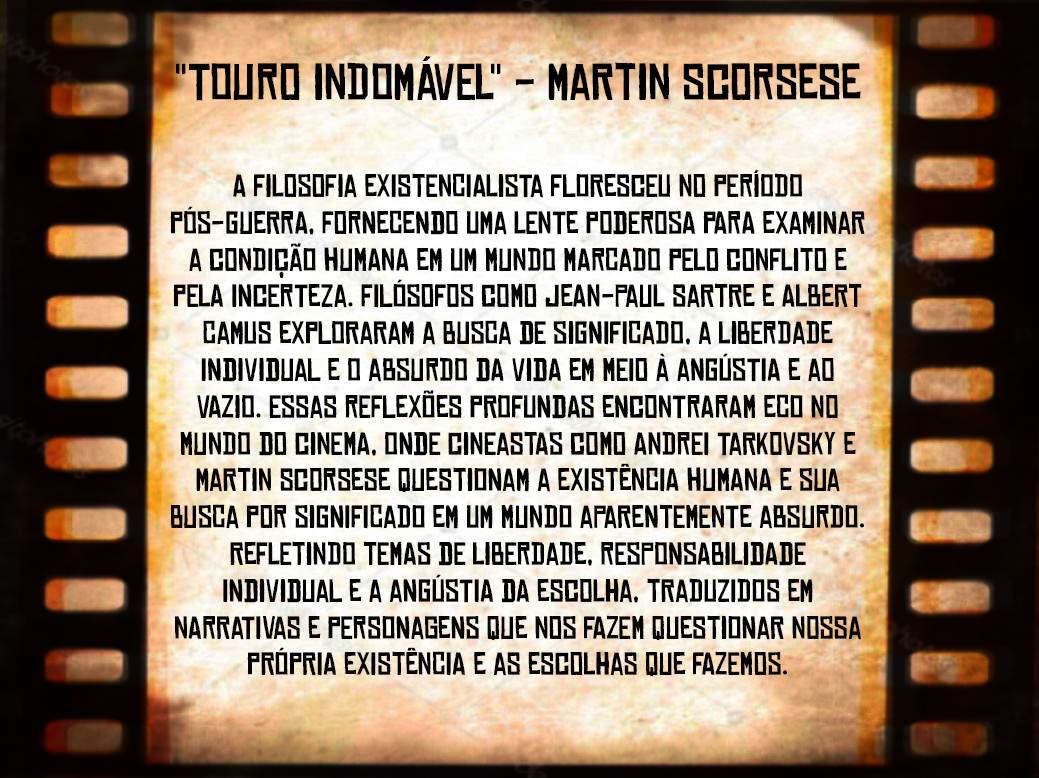 "TOURO INDOMÁVEL" - MARTIN SCORSESE
A FILOSOFIA EXISTENCIALISTA FLORESCEU NO PERÍODO
PÓS-GUERRA, FORNECENDO UMA LENTE PODEROSA PARA EXAMINAR
A CONDIÇÃO HUMANA EM UM MUNDO MARCADO PELO CONFLITO E
PELA INCERTEZA. FILÓSOFOS COMO JEAN-PAUL SARTRE E ALBERT
CAMUS EXPLORARAM A BUSCA DE SIGNIFICADO, A LIBERDADE
INDIVIDUAL E O ABSURDO DA VIDA EM MEIO À ANGÚSTIA E AO
VAZIO. ESSAS REFLEXÕES PROFUNDAS ENCONTRARAM ECO NO
MUNDO DO CINEMA, ONDE CINEASTAS COMO ANDREI TARKOVSKY E
MARTIN SCORSESE QUESTIONAM A EXISTÊNCIA HUMANA E SUA
BUSCA POR SIGNIFICADO EM UM MUNDO APARENTEMENTE ABSURDO,
REFLETINDO TEMAS DE LIBERDADE, RESPONSABILIDADE
INDIVIDUAL E A ANGÚSTIA DA ESCOLHA, TRADUZIDOS EM
NARRATIVAS E PERSONAGENS QUE NOS FAZEM QUESTIONAR NOSSA
PRÓPRIA EXISTÊNCIA E AS ESCOLHAS QUE FAZEMOS.